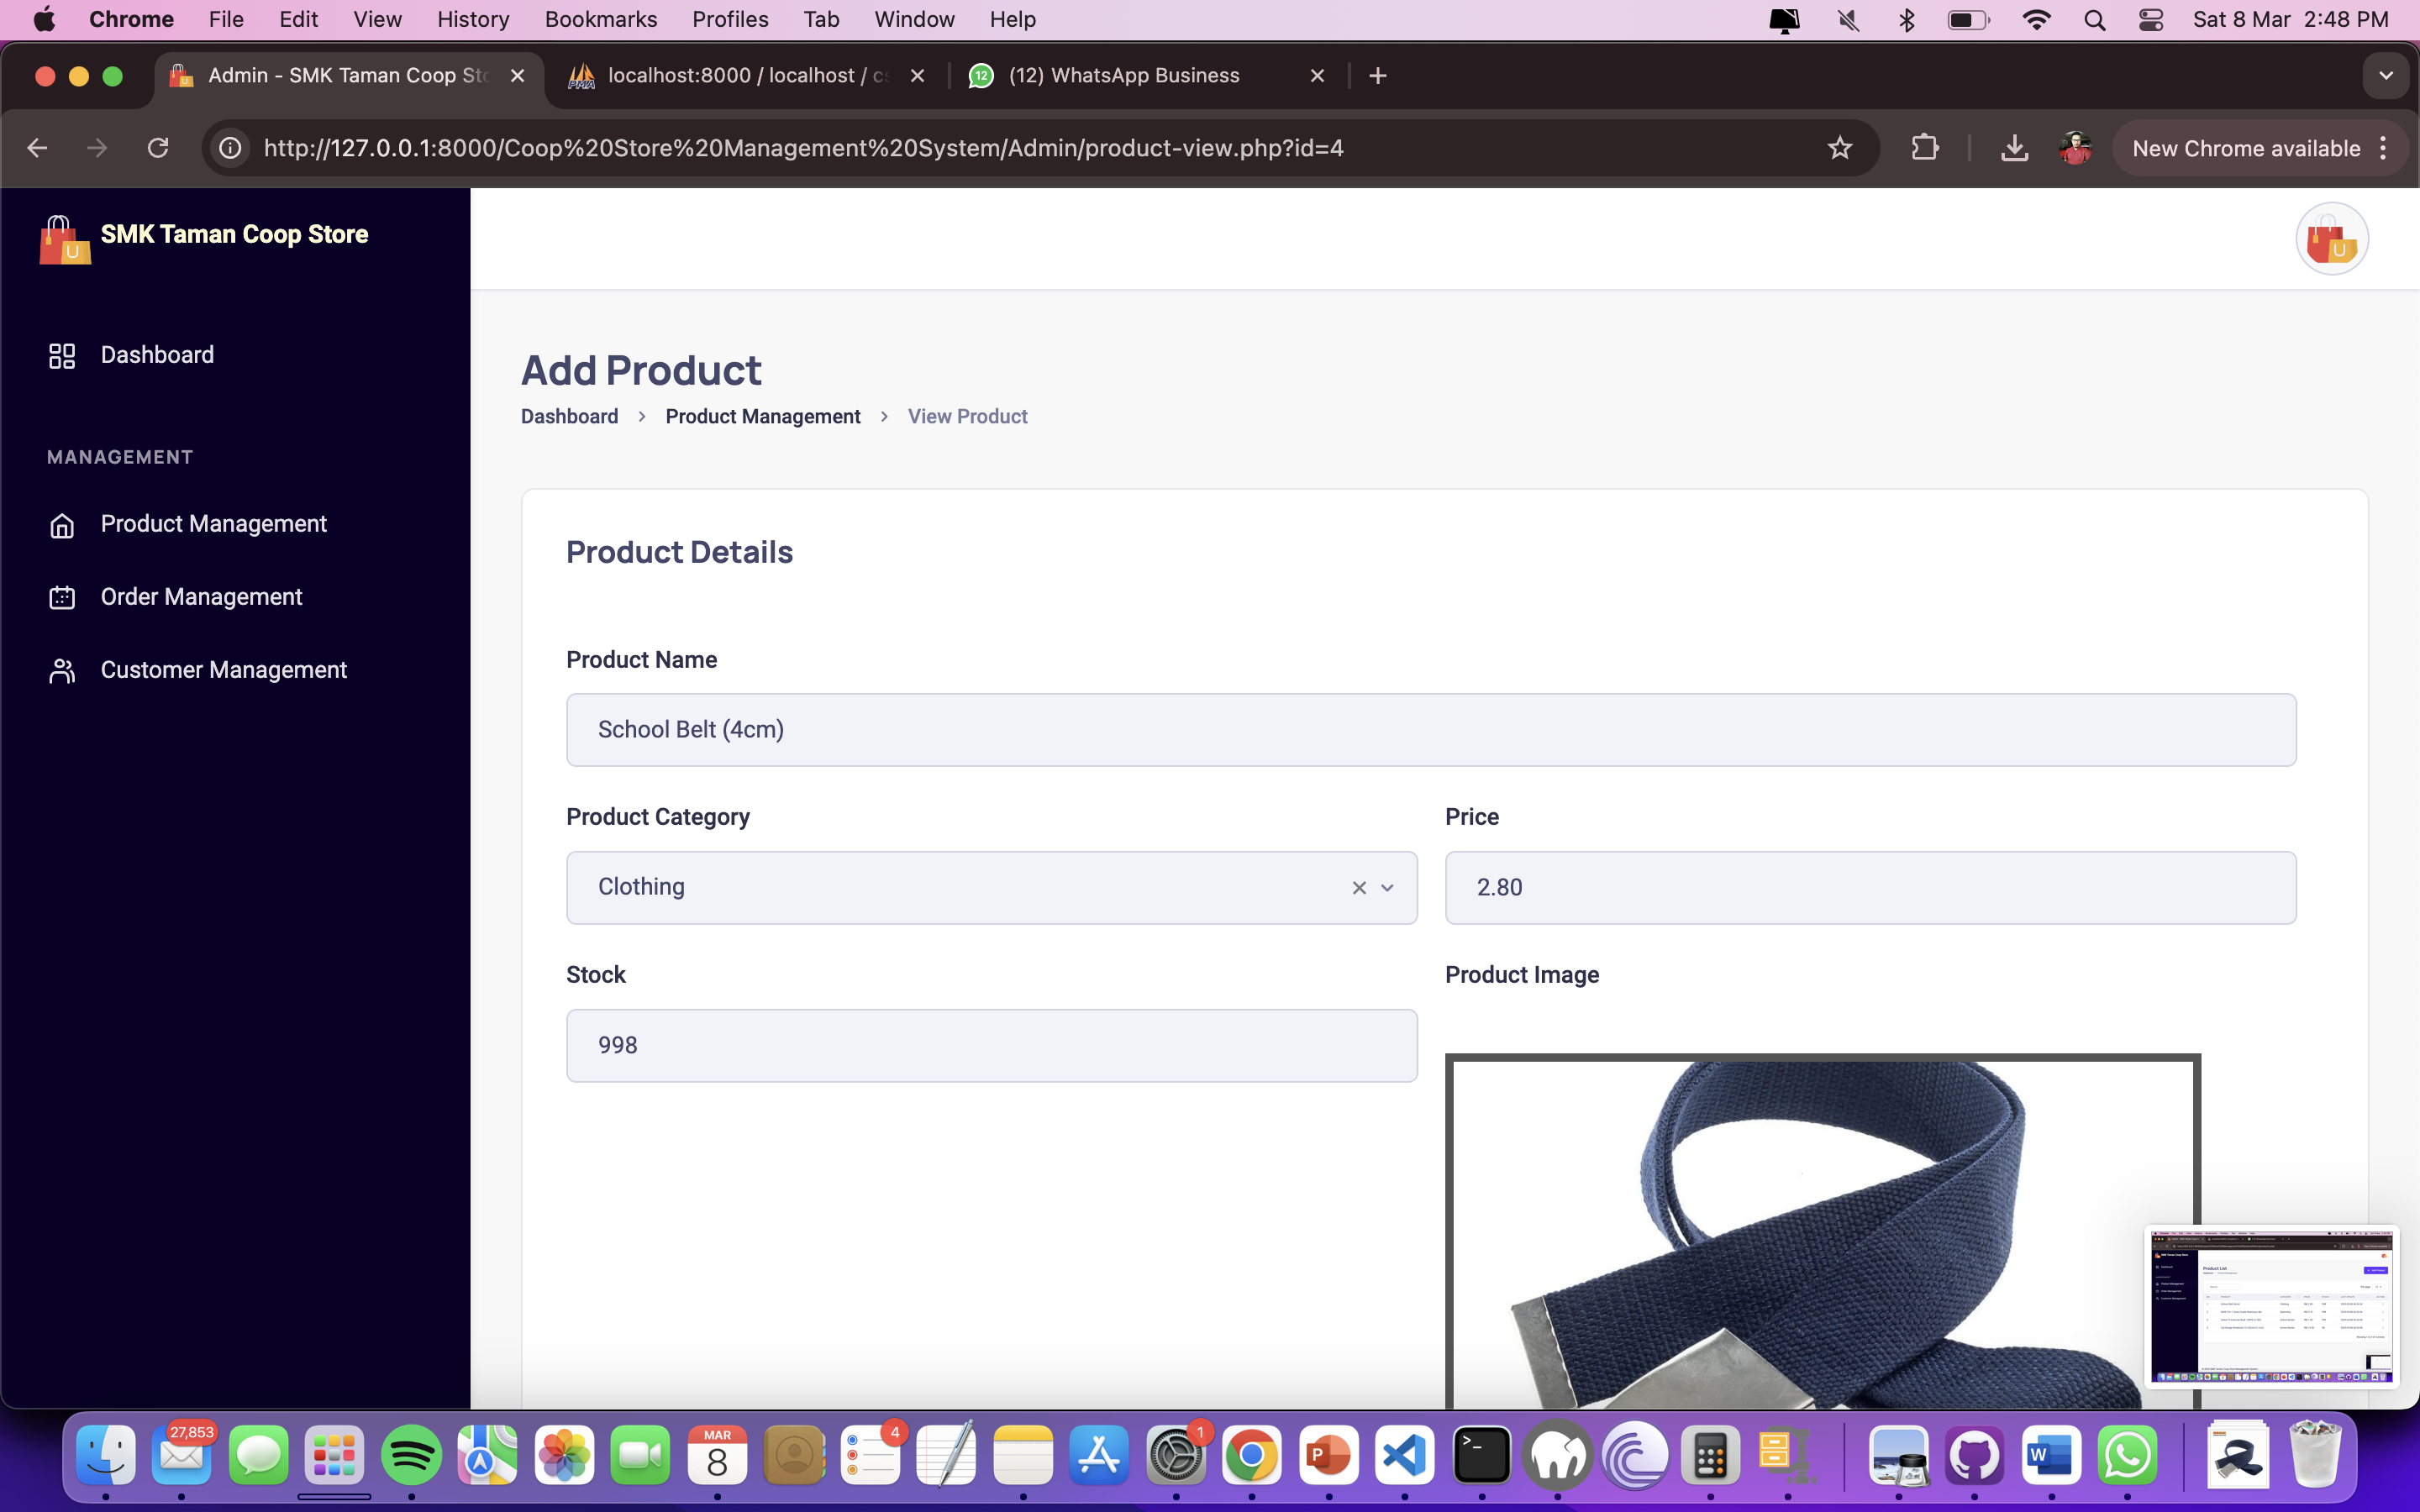 Chrome File Edit View History Bookmarks Profiles Tab Window Help Sat 8 Mar 2:48 PM
Admin - SMK Taman Coop Sto localhost:8000 / localhost / cs 12 (12) WhatsApp Business
http://127.0.0.1:8000/Coop%20Store%20Management%20System/Admin/product-view.php?id=4 New Chrome available
SMK Taman Coop Store
Dashboard
MANAGEMENT
Product Management
Order Management
Customer Management
Add Product
Dashboard > Product Management > View Product
Product Details
Product Name
School Belt (4cm)
Product Category Price
Clothing 2.80
Stock Product Image
998
27,853 MAR 8 4 1